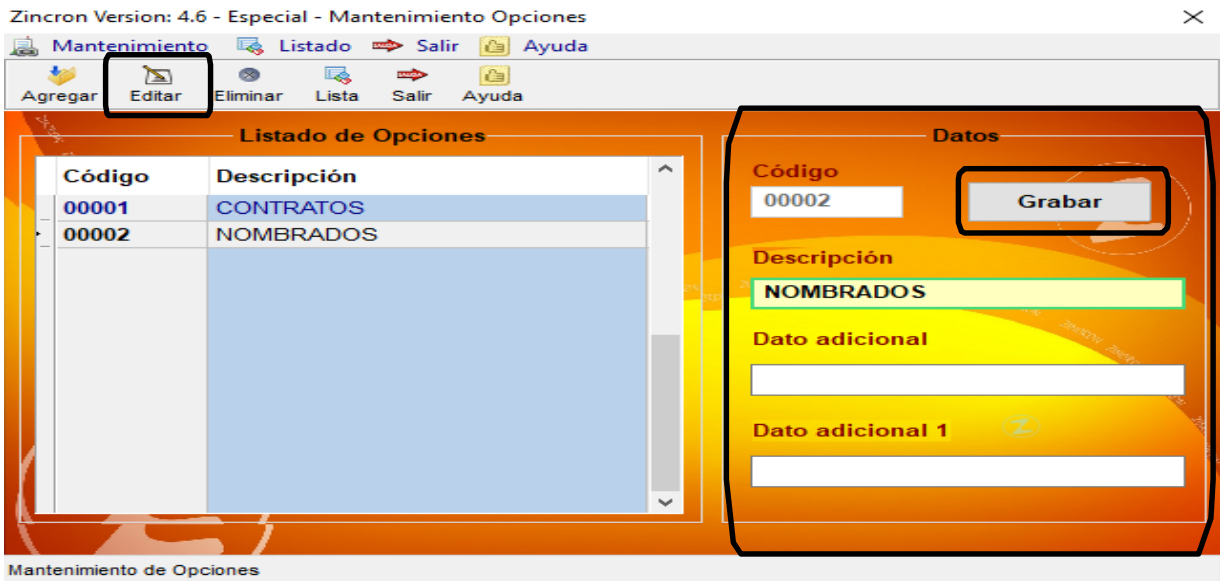 Zincron Version: 4.6 - Especial - Mantenimiento Opciones
Mantenimiento Listado Salir Ayuda
Agregar Editar Eliminar Lista Salir Ayuda
Listado de Opciones
Código Descripción
00001 CONTRATOS
00002 NOMBRADOS
Datos
Código
00002 Grabar
Descripción
NOMBRADOS
Dato adicional
Dato adicional 1
Mantenimiento de Opciones